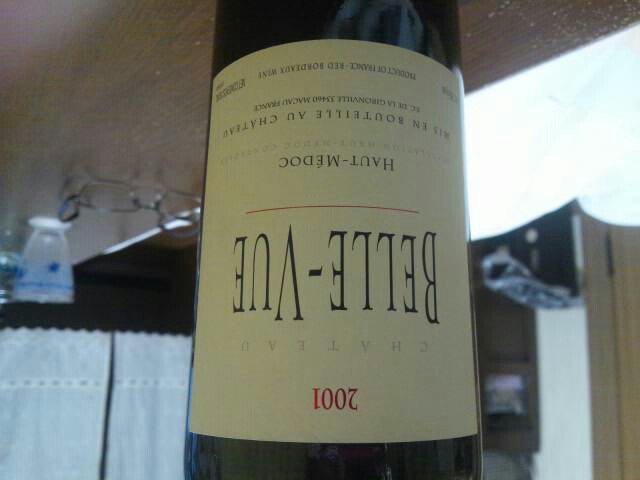 2001
CHATEAU
BELLE-VUE
HAUT-MÉDOC
APPELLATION HAUT-MÉDOC CONTRÔLÉE
MIS EN BOUTEILLE AU CHÂTEAU
S.C. DE LA GIRONVILLE 33460 MACAU FRANCE
PRODUCT OF FRANCE - RED BORDEAUX WINE